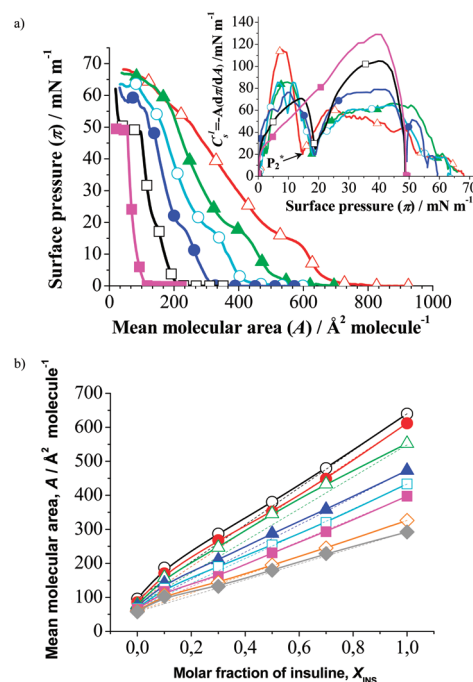 a)
Surface pressure (π)/ mN m⁻¹
70
60
50
40
30
20
10
0
0 200 400 600 800 1000
Mean molecular area (A) / Å² molecule⁻¹
Cₛ⁻¹=-A(dπ/dA) / mN m⁻¹
140
120
100
80
60
40
20
0
P₂*
0 10 20 30 40 50 60 70
Surface pressure (π)/ mN m⁻¹
b)
Mean molecular area, A / Å² molecule⁻¹
700
600
500
400
300
200
100
0
0,0 0,2 0,4 0,6 0,8 1,0
Molar fraction of insuline, X_INS